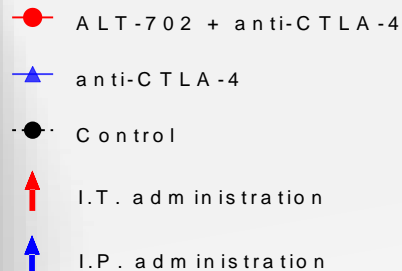 ALT-702 + anti-CTLA-4
anti-CTLA-4
Control
I.T. administration
I.P. administration